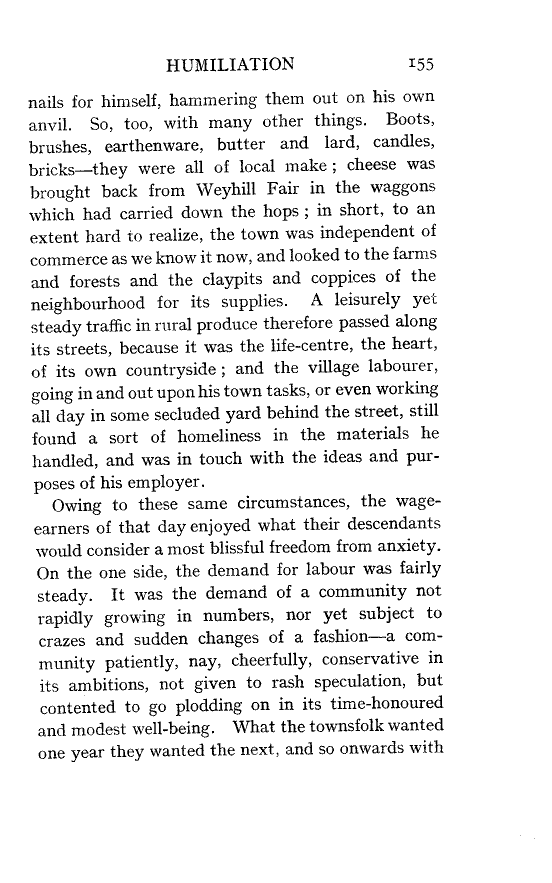 HUMILIATION 155
nails for himself, hammering them out on his own
anvil. So, too, with many other things. Boots,
brushes, earthenware, butter and lard, candles,
bricks—they were all of local make ; cheese was
brought back from Weyhill Fair in the waggons
which had carried down the hops ; in short, to an
extent hard to realize, the town was independent of
commerce as we know it now, and looked to the farms
and forests and the claypits and coppices of the
neighbourhood for its supplies. A leisurely yet
steady traffic in rural produce therefore passed along
its streets, because it was the life-centre, the heart,
of its own countryside ; and the village labourer,
going in and out upon his town tasks, or even working
all day in some secluded yard behind the street, still
found a sort of homeliness in the materials he
handled, and was in touch with the ideas and pur-
poses of his employer.
Owing to these same circumstances, the wage-
earners of that day enjoyed what their descendants
would consider a most blissful freedom from anxiety.
On the one side, the demand for labour was fairly
steady. It was the demand of a community not
rapidly growing in numbers, nor yet subject to
crazes and sudden changes of a fashion—a com-
munity patiently, nay, cheerfully, conservative in
its ambitions, not given to rash speculation, but
contented to go plodding on in its time-honoured
and modest well-being. What the townsfolk wanted
one year they wanted the next, and so onwards with